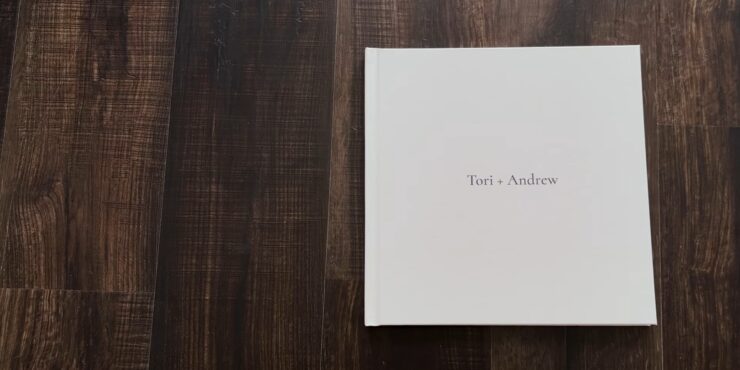 Tori + Andrew